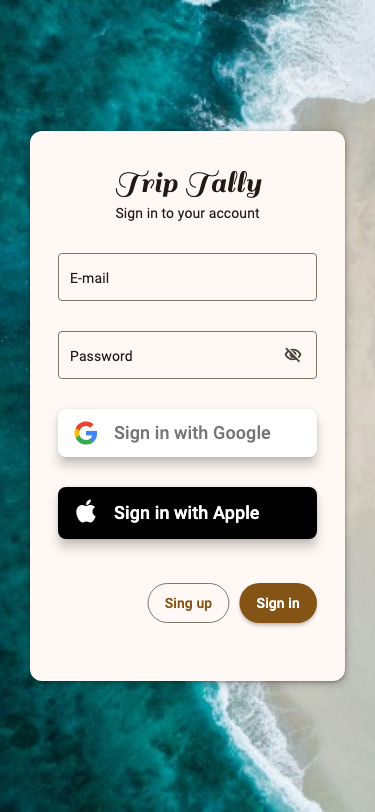 Trip Tally
Sign in to your account
E-mail
Password
Sign in with Google
Sign in with Apple
Sing up
Sign in